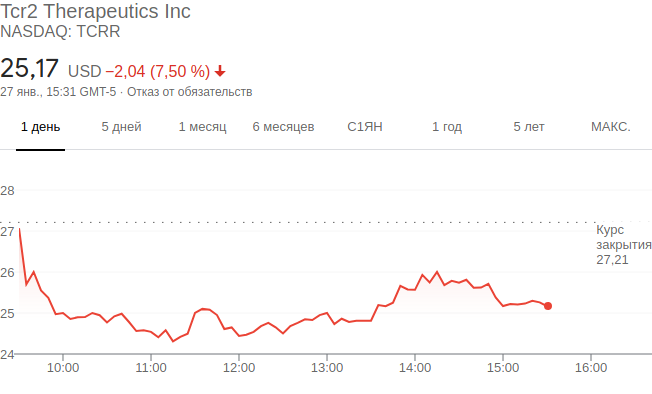 Tcr2 Therapeutics Inc
NASDAQ: TCRR
25,17 USD −2,04 (7,50 %)
27 янв., 15:31 GMT-5 · Отказ от обязательств
1 день 5 дней 1 месяц 6 месяцев С1ЯН 1 год 5 лет МАКС.
28
27
26
25
24
Курс
закрытия
27,21
10:00 11:00 12:00 13:00 14:00 15:00 16:00